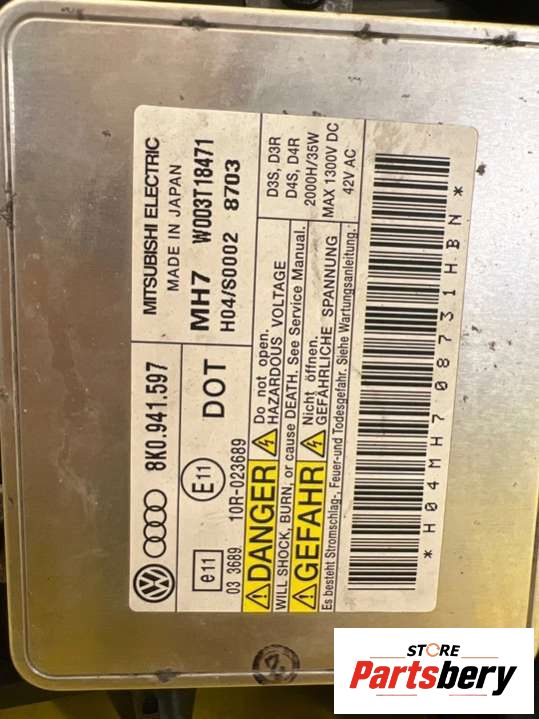 8K0.941.597
MITSUBISHI ELECTRIC
MADE IN JAPAN
MH7 W003T18471
H04/S0002 8703
E11
DOT
e11
03 3689 10R-023689
DANGER
Do not open.
HAZARDOUS VOLTAGE
WILL SHOCK, BURN, or cause DEATH. See Service Manual.
GEFAHR
Nicht öffnen.
GEFÄHRLICHE SPANNUNG
Es besteht Stromschlag-, Feuer-und Todesgefahr. Siehe Wartungsanleitung.
D3S, D3R
D4S, D4R
2000H/35W
MAX 1300V DC
42V AC
*H04MH708731HBN*
STORE
Partsbery